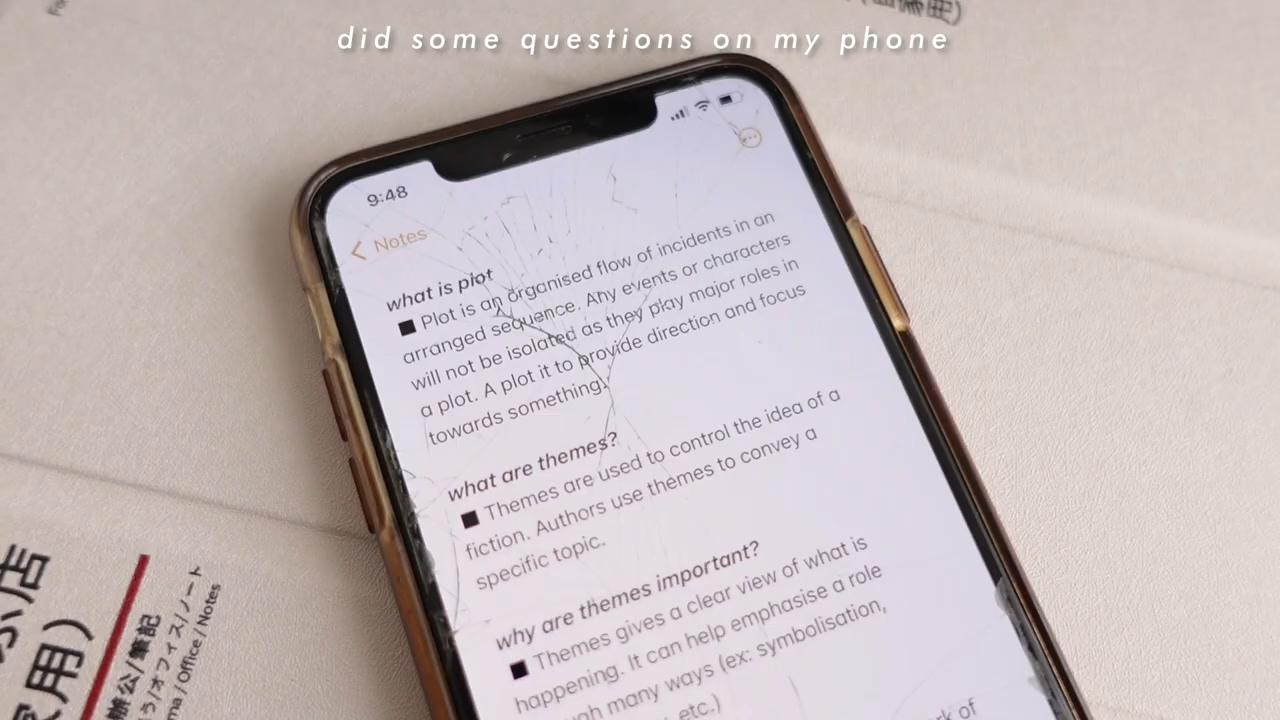 did some questions on my phone
9:48
Notes
what is plot
Plot is an organised flow of incidents in an
arranged sequence. Any events or characters
will not be isolated as they play major roles in
a plot. A plot it to provide direction and focus
towards something.
what are themes?
Themes are used to control the idea of a
fiction. Authors use themes to convey a
specific topic.
why are themes important?
Themes gives a clear view of what is
happening. It can help emphasise a role
many ways (ex: symbolisation,
etc.)
of
店
用）
辦公/筆記
/オフィス/ノート
/Office/Notes